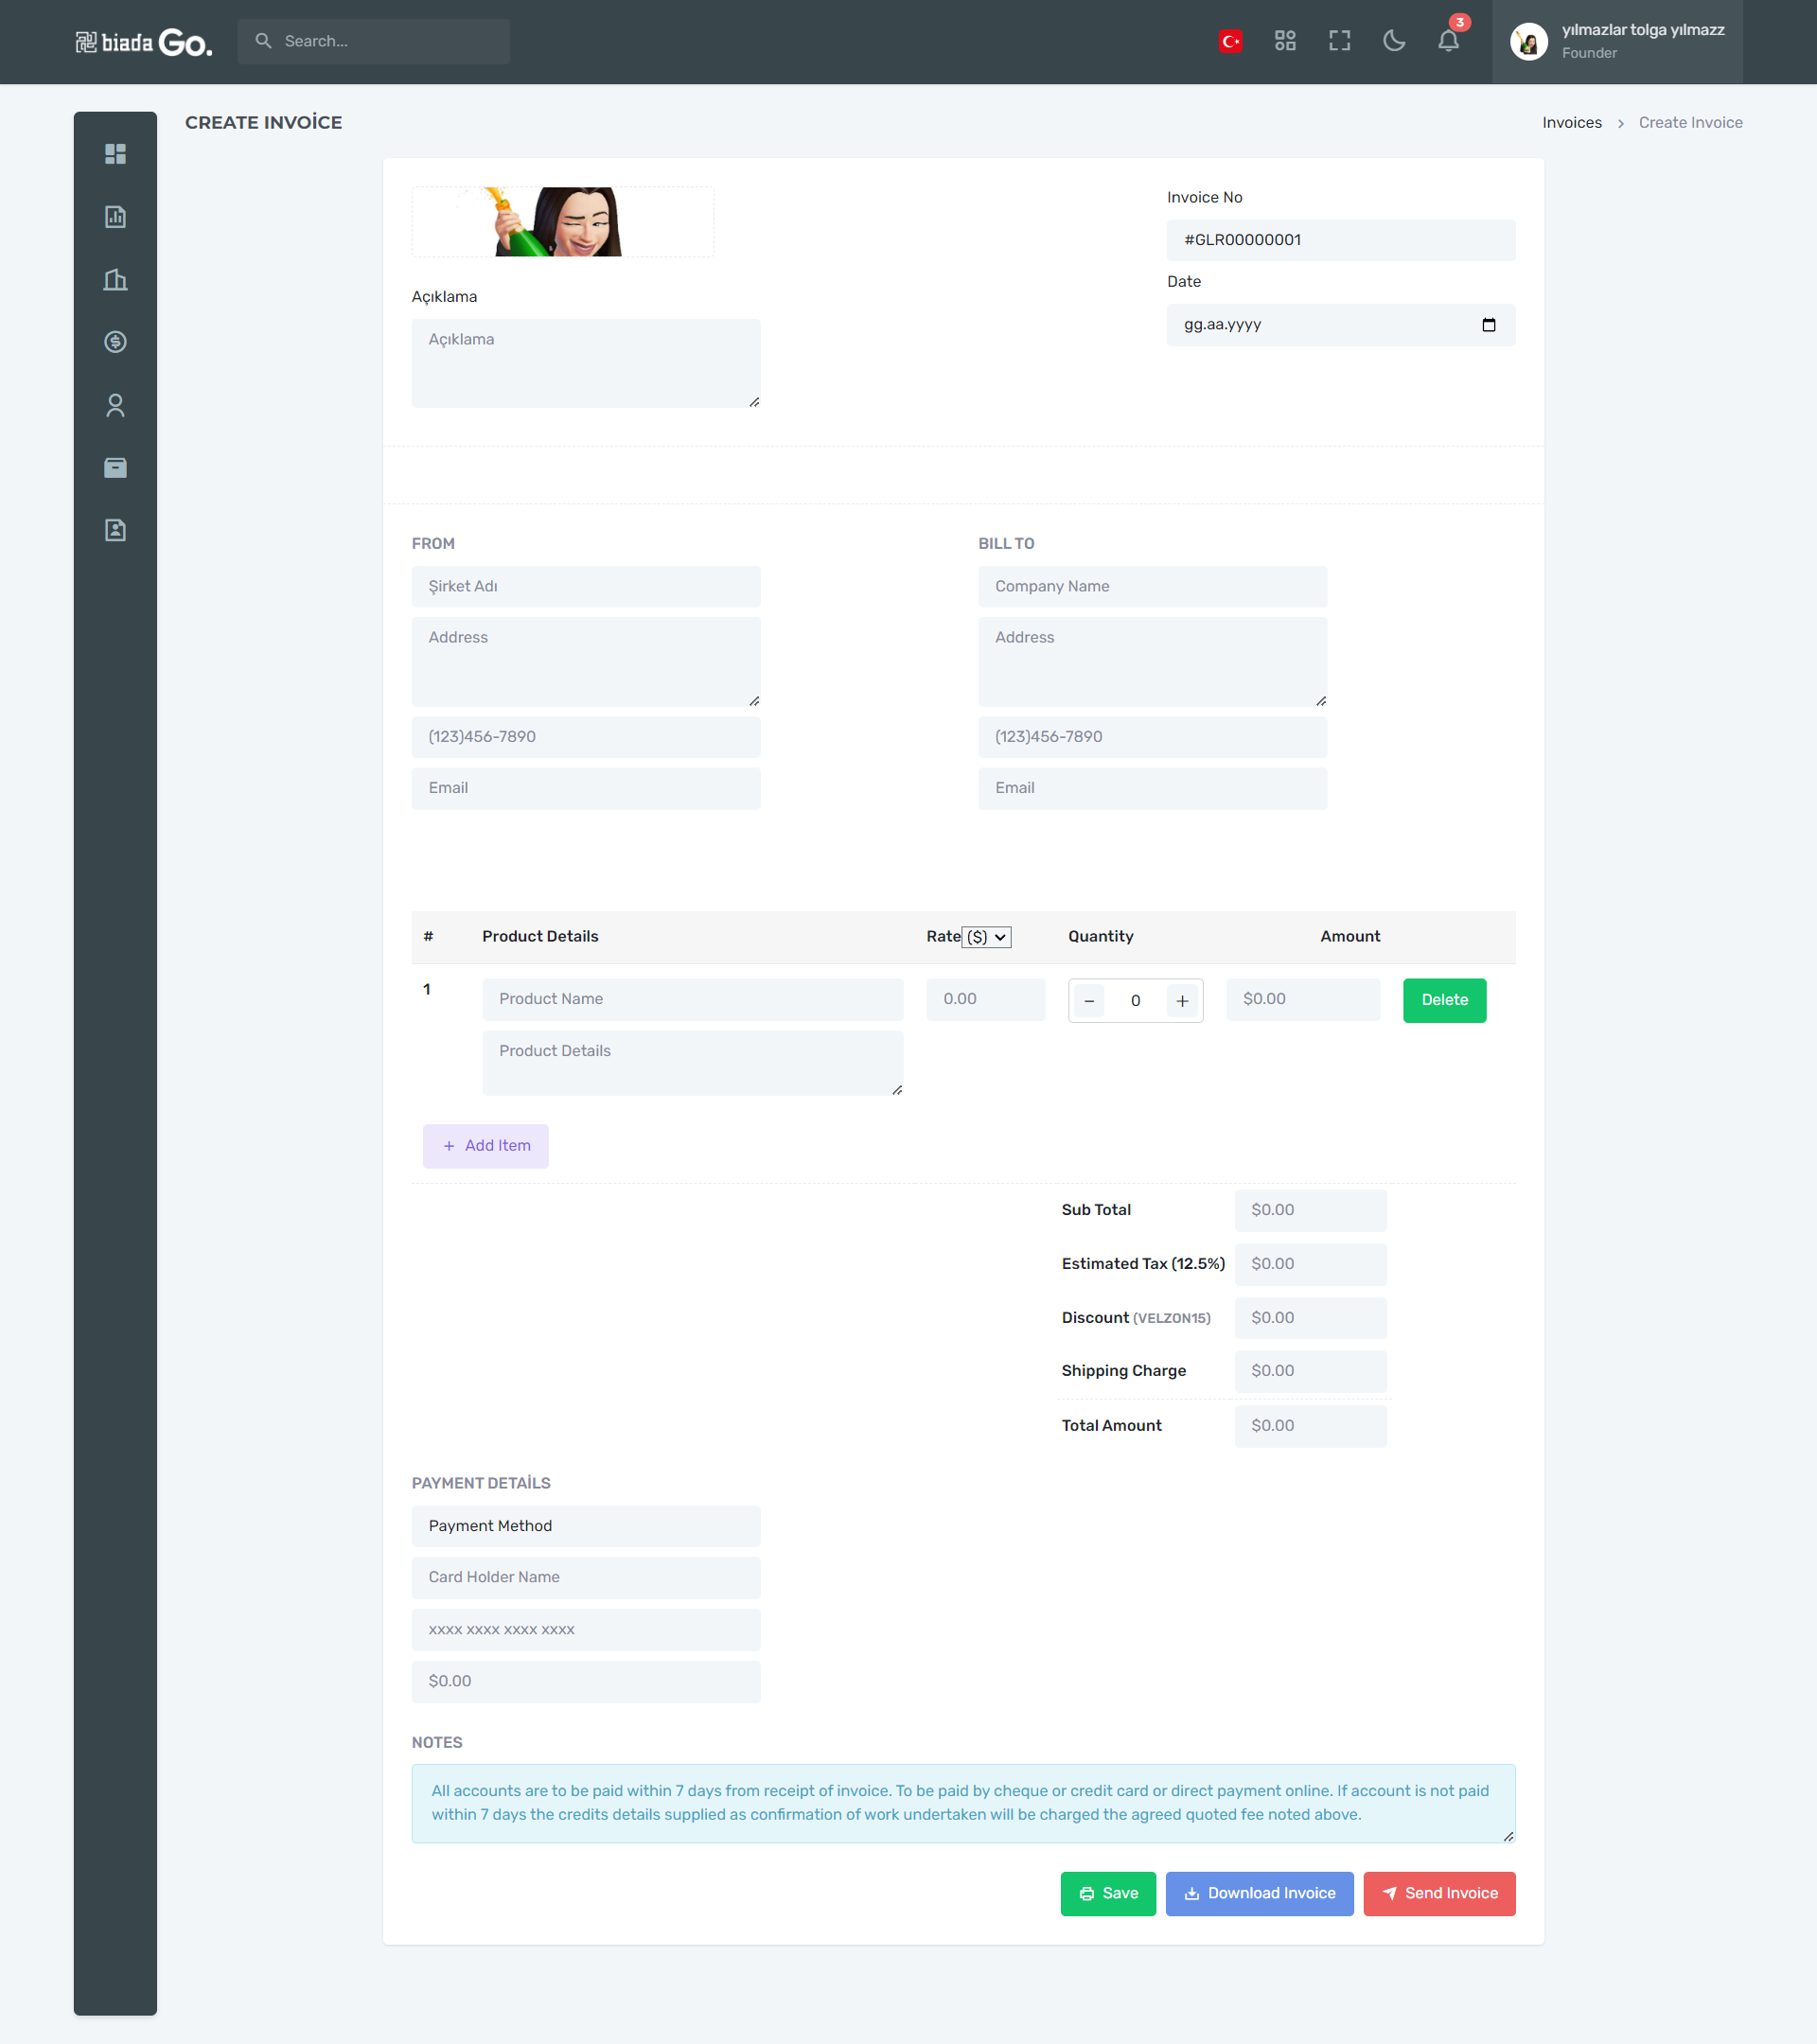 biada Go.
Search...
3
yılmazlar tolga yılmazz
Founder
CREATE INVOİCE
Invoices > Create Invoice
Invoice No
#GLR00000001
Date
gg.aa.yyyy
Açıklama
Açıklama
FROM
Şirket Adı
Address
(123)456-7890
Email
BILL TO
Company Name
Address
(123)456-7890
Email
# Product Details Rate ($) Quantity Amount
1 Product Name 0.00 − 0 + $0.00 Delete
Product Details
+ Add Item
Sub Total $0.00
Estimated Tax (12.5%) $0.00
Discount (VELZON15) $0.00
Shipping Charge $0.00
Total Amount $0.00
PAYMENT DETAİLS
Payment Method
Card Holder Name
xxxx xxxx xxxx xxxx
$0.00
NOTES
All accounts are to be paid within 7 days from receipt of invoice. To be paid by cheque or credit card or direct payment online. If account is not paid
within 7 days the credits details supplied as confirmation of work undertaken will be charged the agreed quoted fee noted above.
Save Download Invoice Send Invoice